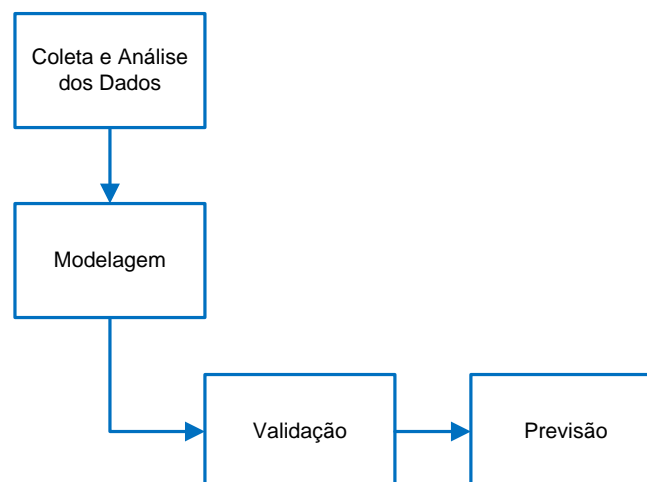 Coleta e Análise
dos Dados
Modelagem
Validação
Previsão